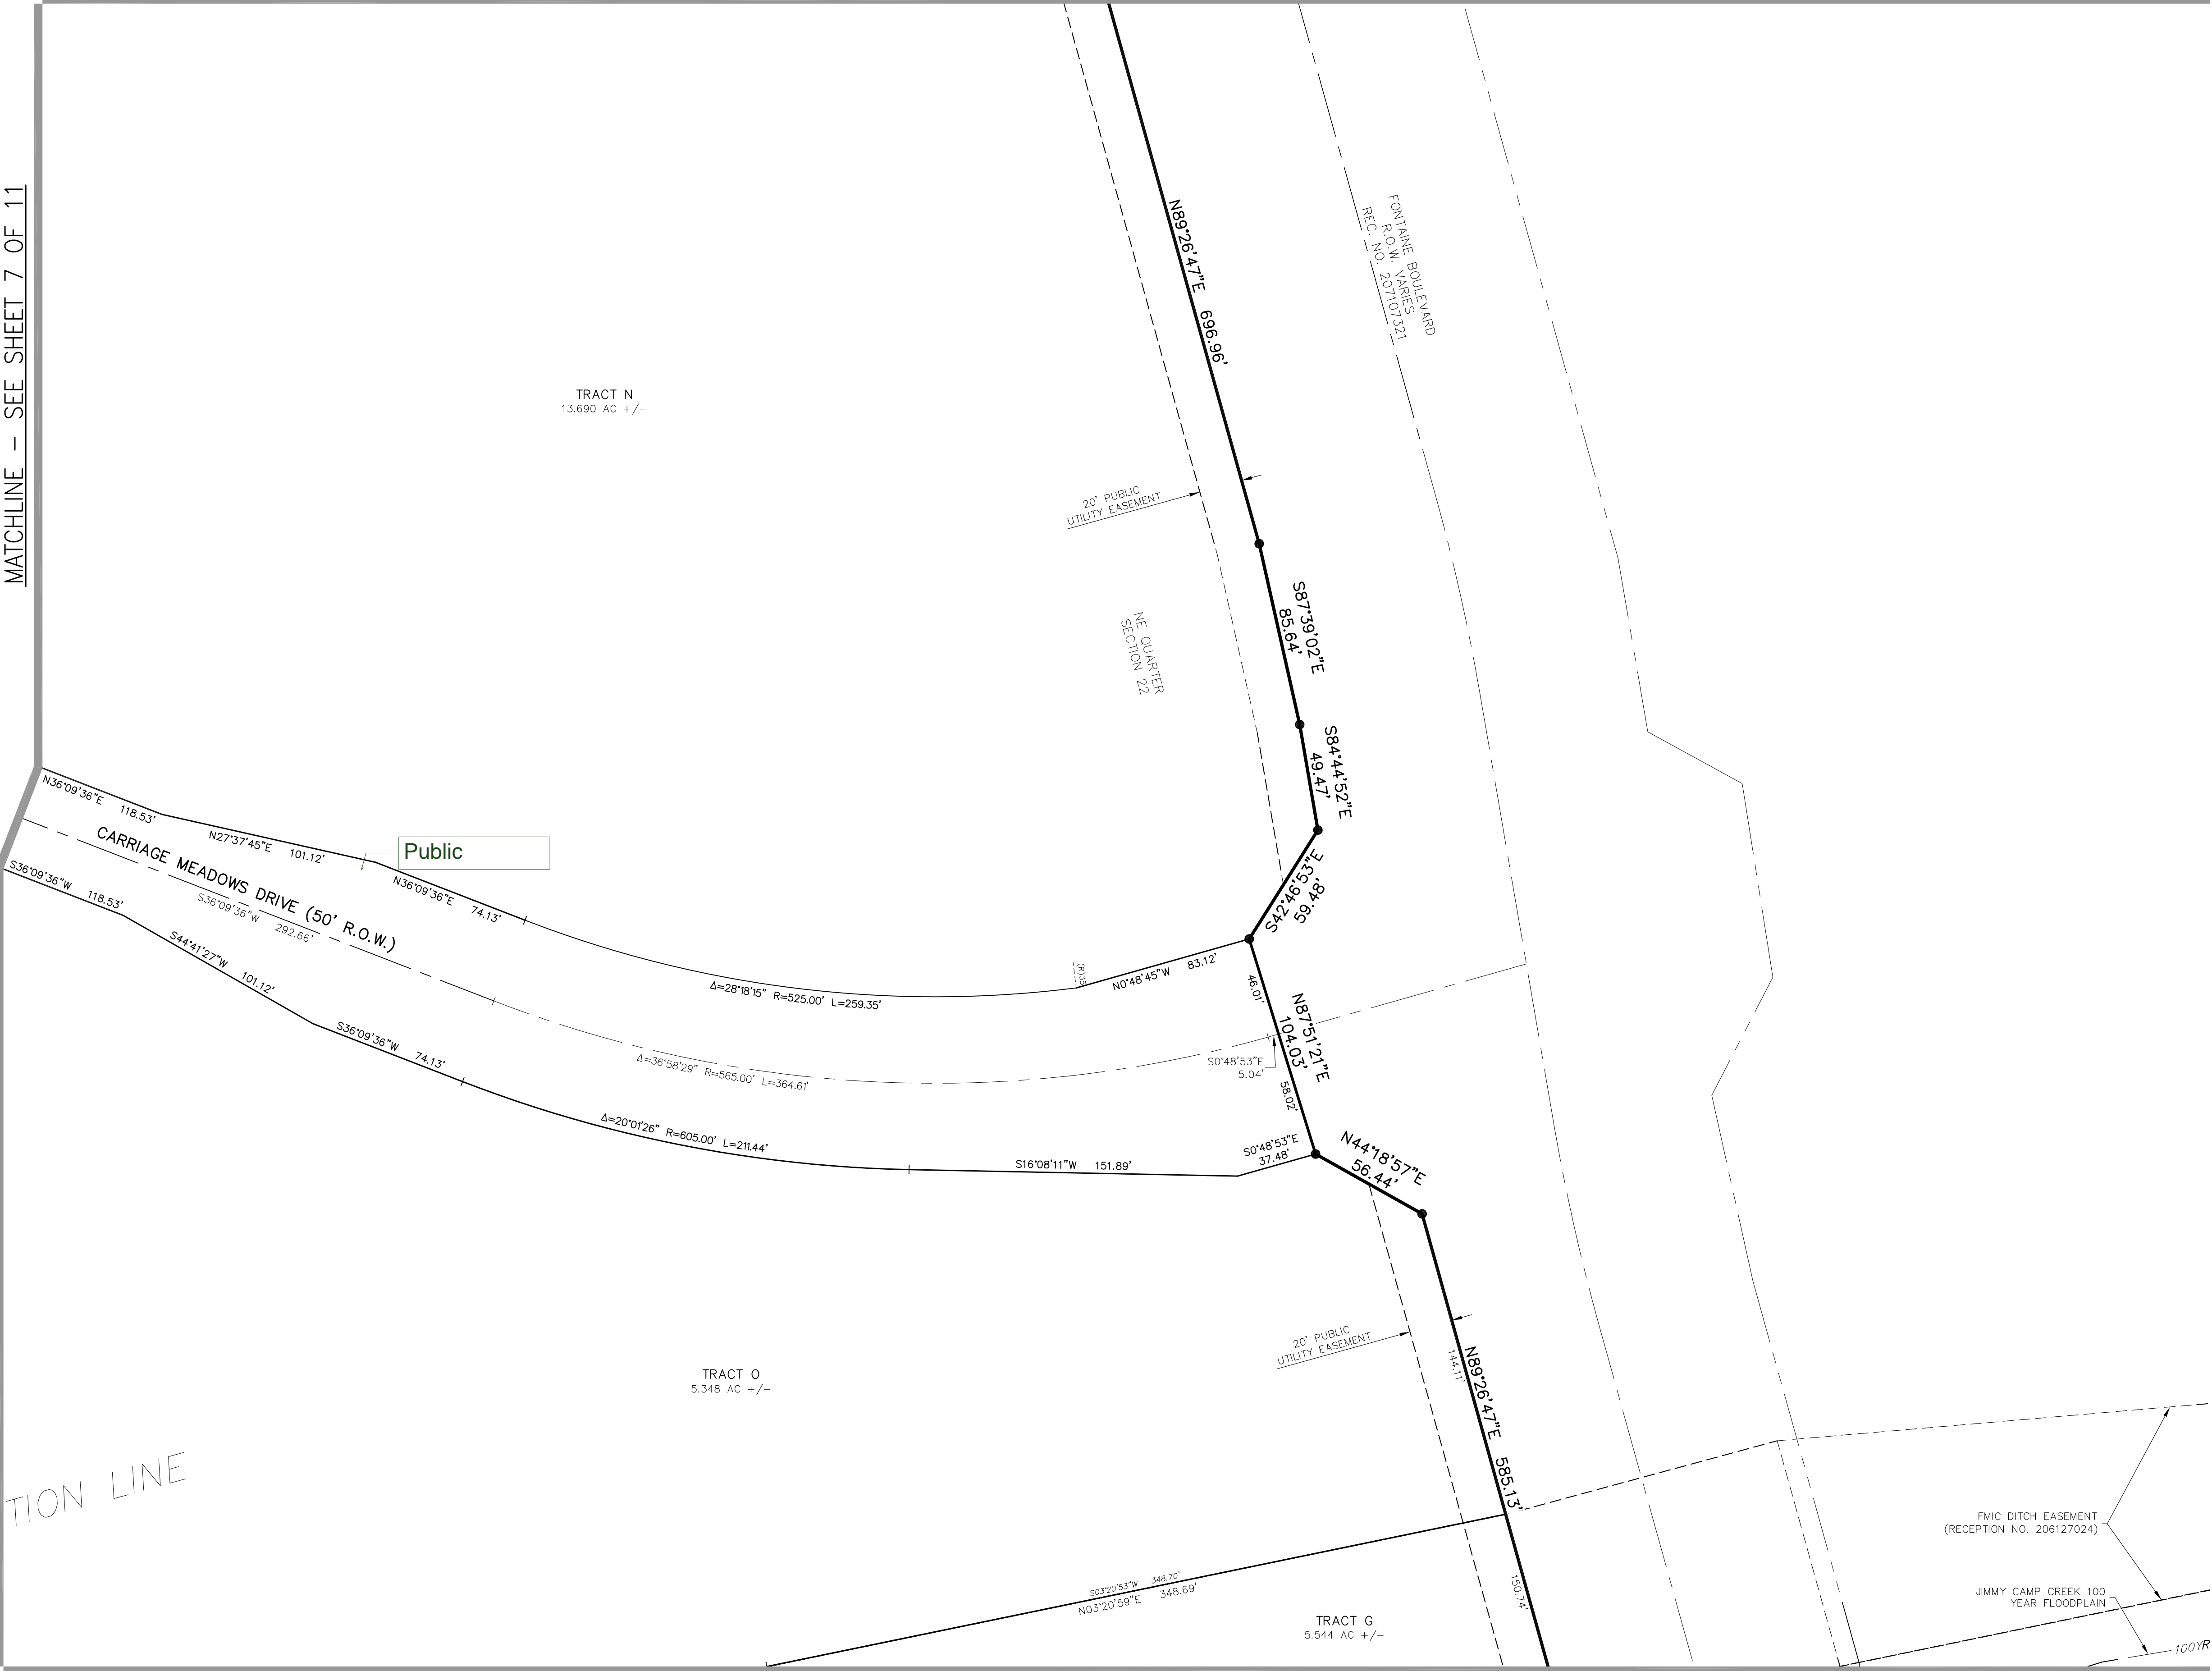 MATCHLINE - SEE SHEET 7 OF 11
TRACT N
13.690 AC +/-
N89°26'47"E 696.96'
FONTAINE BOULEVARD
R.O.W. VARIES
REC. NO. 207107321
20' PUBLIC
UTILITY EASEMENT
NE QUARTER
SECTION 22
S87°39'02"E
85.64'
S84°44'52"E
49.47'
S42°46'53"E
59.48'
N36°09'36"E 118.53'
N27°37'45"E 101.12'
Public
N36°09'36"E 74.13'
CARRIAGE MEADOWS DRIVE (50' R.O.W.)
S36°09'36"W 292.66'
S36°09'36"W 118.53'
S44°41'27"W 101.12'
S36°09'36"W 74.13'
Δ=28°18'15" R=525.00' L=259.35'
(R)35
N0°48'45"W 83.12'
46.01'
N87°51'21"E
104.03'
58.02'
S0°48'53"E
5.04'
Δ=36°58'29" R=565.00' L=364.61'
Δ=20°01'26" R=605.00' L=211.44'
S16°08'11"W 151.89'
S0°48'53"E
37.48'
N44°18'57"E
56.44'
20' PUBLIC
UTILITY EASEMENT
144.11'
N89°26'47"E 585.13'
TRACT O
5.348 AC +/-
TION LINE
S03°20'53"W 348.70'
N03°20'59"E 348.69'
150.74'
TRACT G
5.544 AC +/-
FMIC DITCH EASEMENT
(RECEPTION NO. 206127024)
JIMMY CAMP CREEK 100
YEAR FLOODPLAIN
100YR